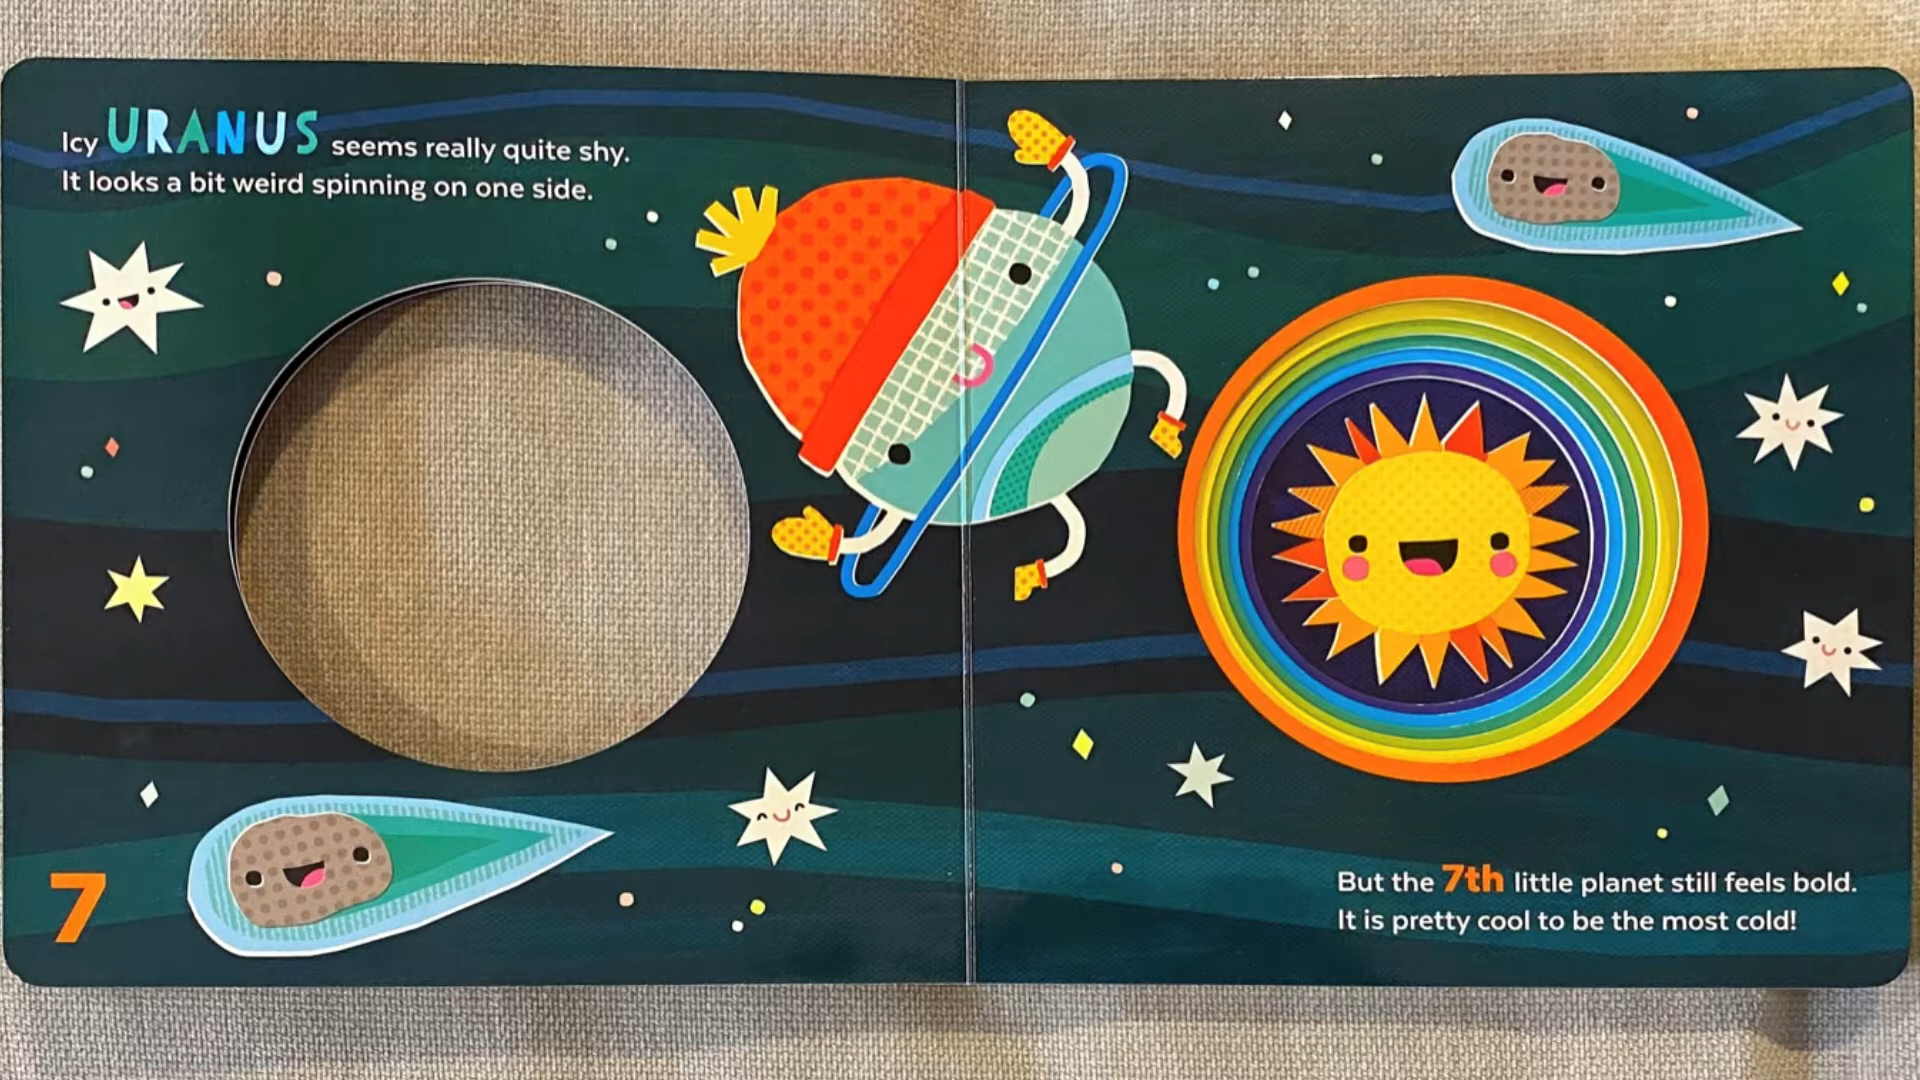 Icy URANUS seems really quite shy.
It looks a bit weird spinning on one side.
7
But the 7th little planet still feels bold.
It is pretty cool to be the most cold!